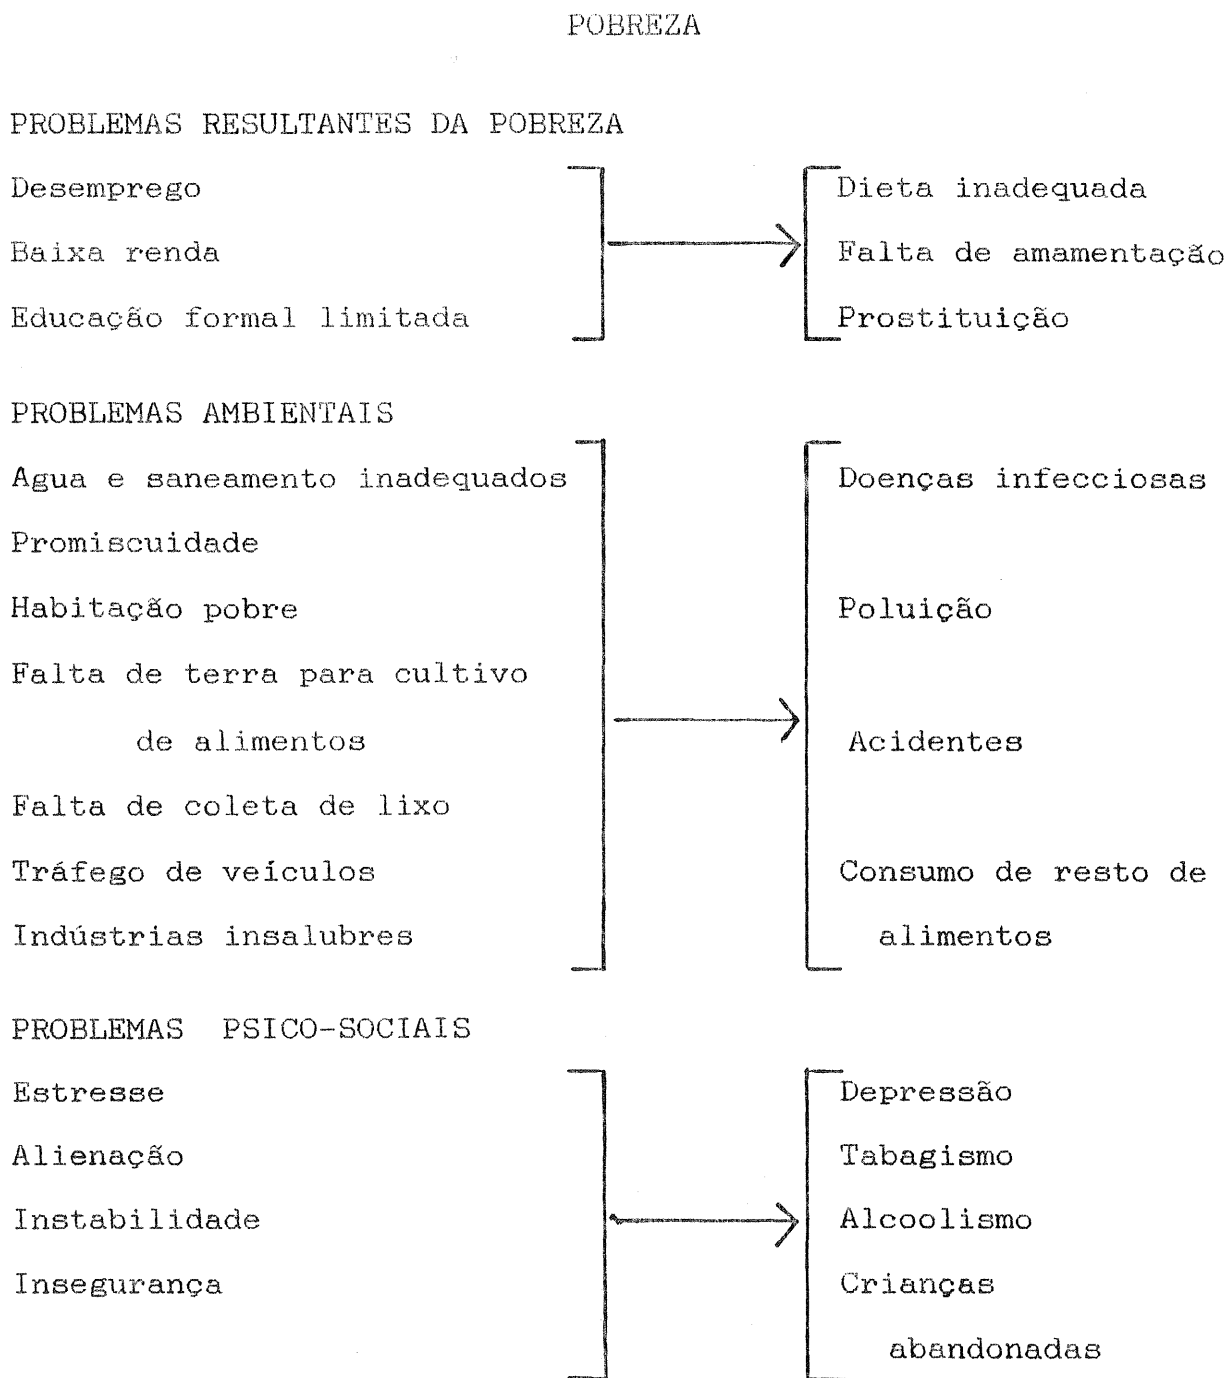 POBREZA
PROBLEMAS RESULTANTES DA POBREZA
Desemprego
Baixa renda
Educação formal limitada
Dieta inadequada
Falta de amamentação
Prostituição
PROBLEMAS AMBIENTAIS
Agua e saneamento inadequados
Promiscuidade
Habitação pobre
Falta de terra para cultivo
de alimentos
Falta de coleta de lixo
Tráfego de veículos
Indústrias insalubres
Doenças infecciosas
Poluição
Acidentes
Consumo de resto de
alimentos
PROBLEMAS PSICO-SOCIAIS
Estresse
Alienação
Instabilidade
Insegurança
Depressão
Tabagismo
Alcoolismo
Crianças
abandonadas